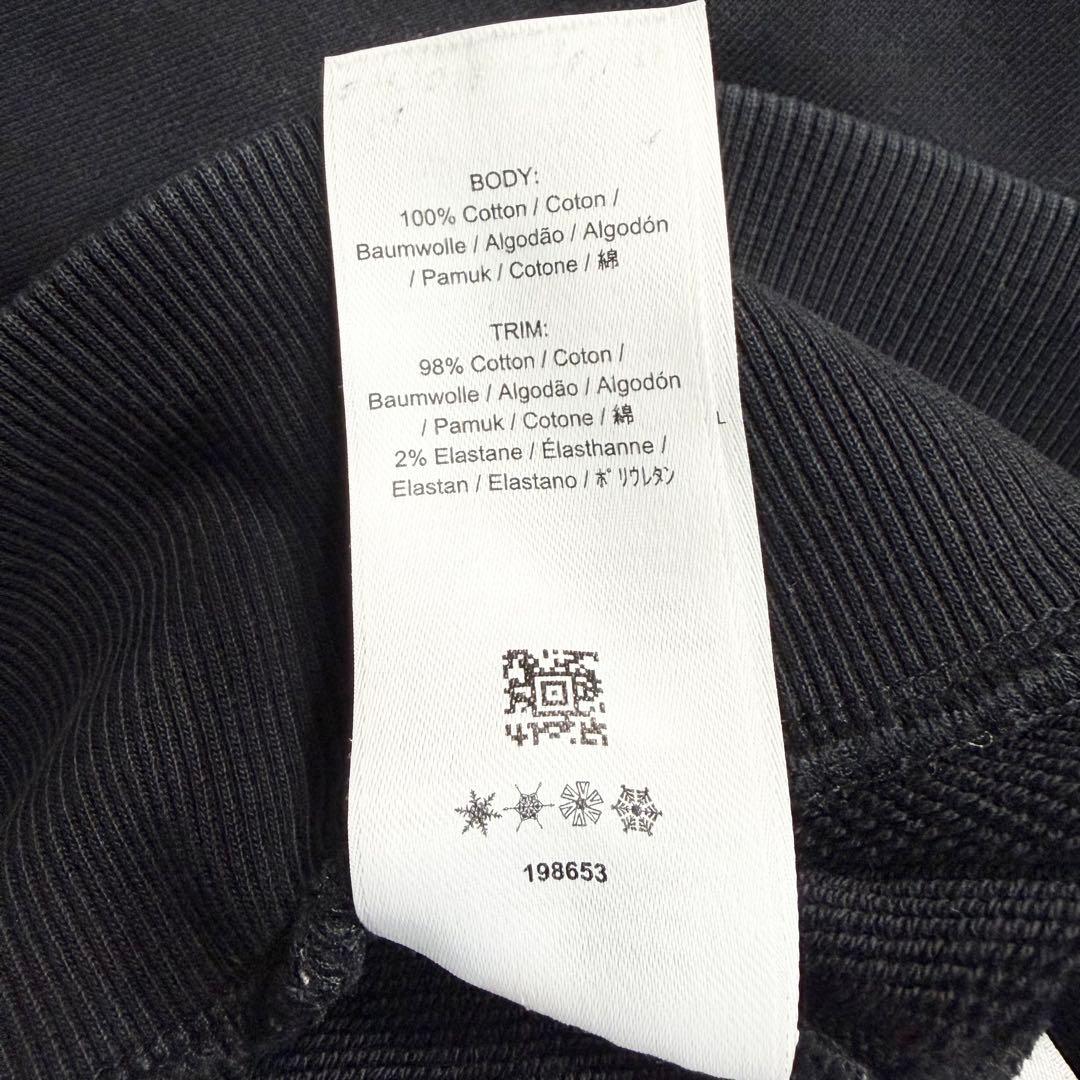 BODY:
100% Cotton / Coton /
Baumwolle / Algodão / Algodón
/ Pamuk / Cotone / 綿
TRIM:
98% Cotton / Coton /
Baumwolle / Algodão / Algodón
/ Pamuk / Cotone / 綿
2% Elastane / Élasthanne /
Elastan / Elastano / ﾎﾟﾘｳﾚﾀﾝ
L
198653